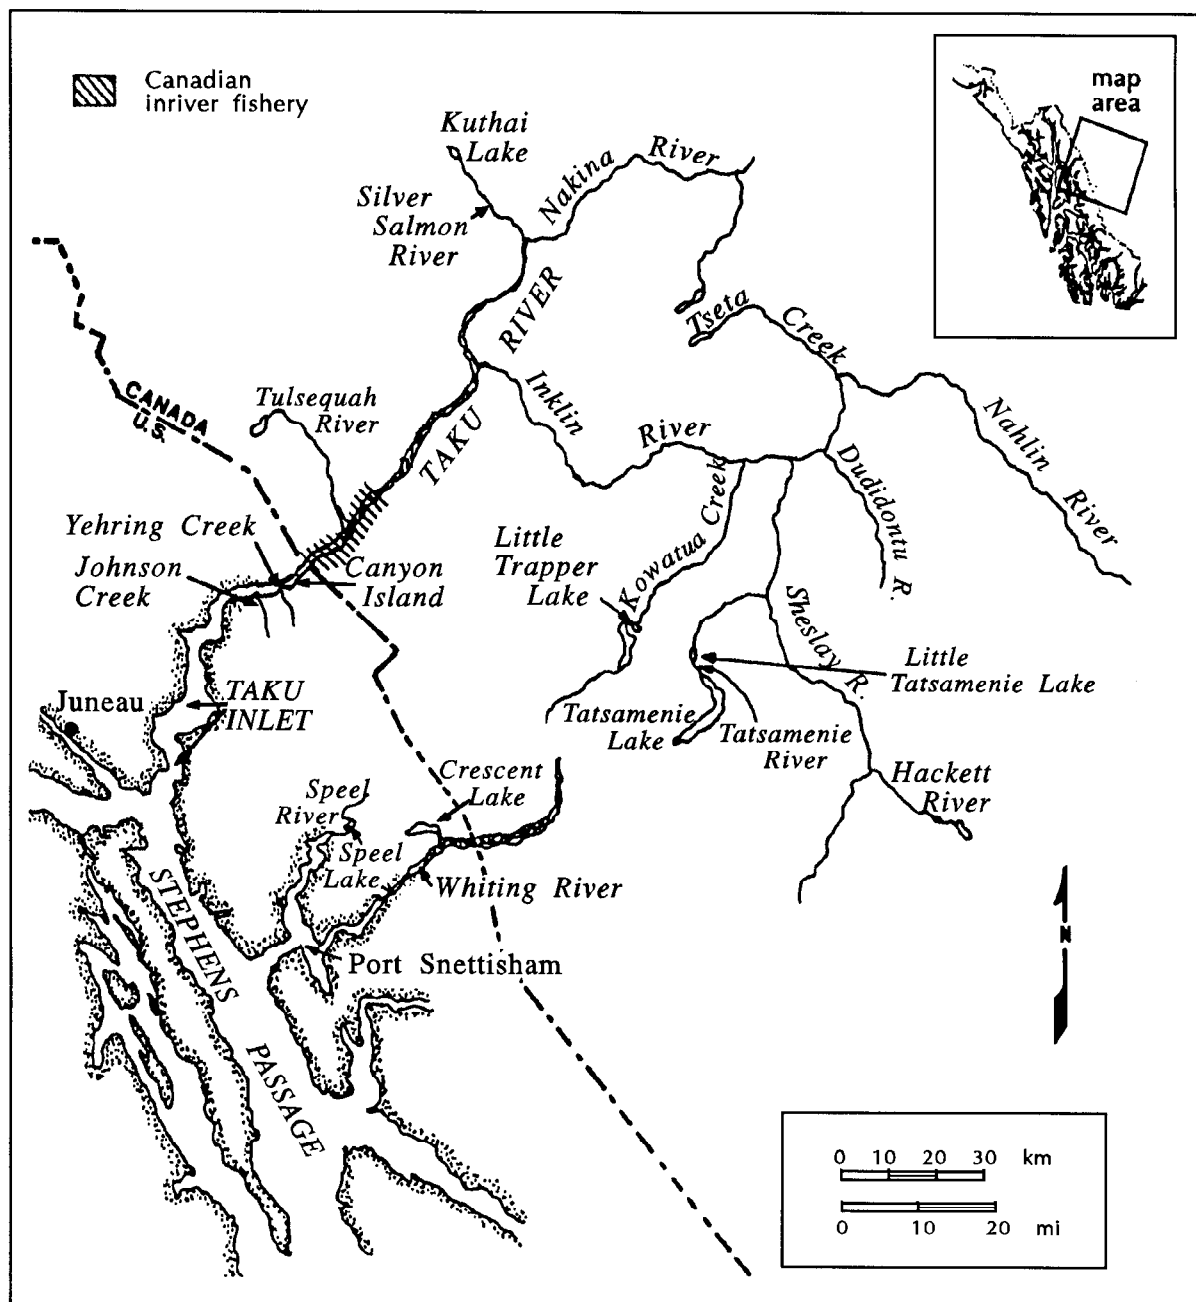 Canadian
inriver fishery
map
area
Kuthai
Lake
Nakina River
Silver
Salmon
River
TAKU RIVER
Tseta Creek
CANADA
U.S.
Tulsequah
River
Inklin River
Nahlin River
Dudidontu R.
Kowatua Creek
Yehring Creek
Johnson
Creek
Canyon
Island
Little
Trapper
Lake
Sheslay R.
Little
Tatsamenie Lake
Juneau
TAKU
INLET
Tatsamenie
Lake
Tatsamenie
River
Hackett
River
Crescent
Lake
Speel
River
Speel
Lake
Whiting River
STEPHENS PASSAGE
Port Snettisham
N
0 10 20 30 km
0 10 20 mi